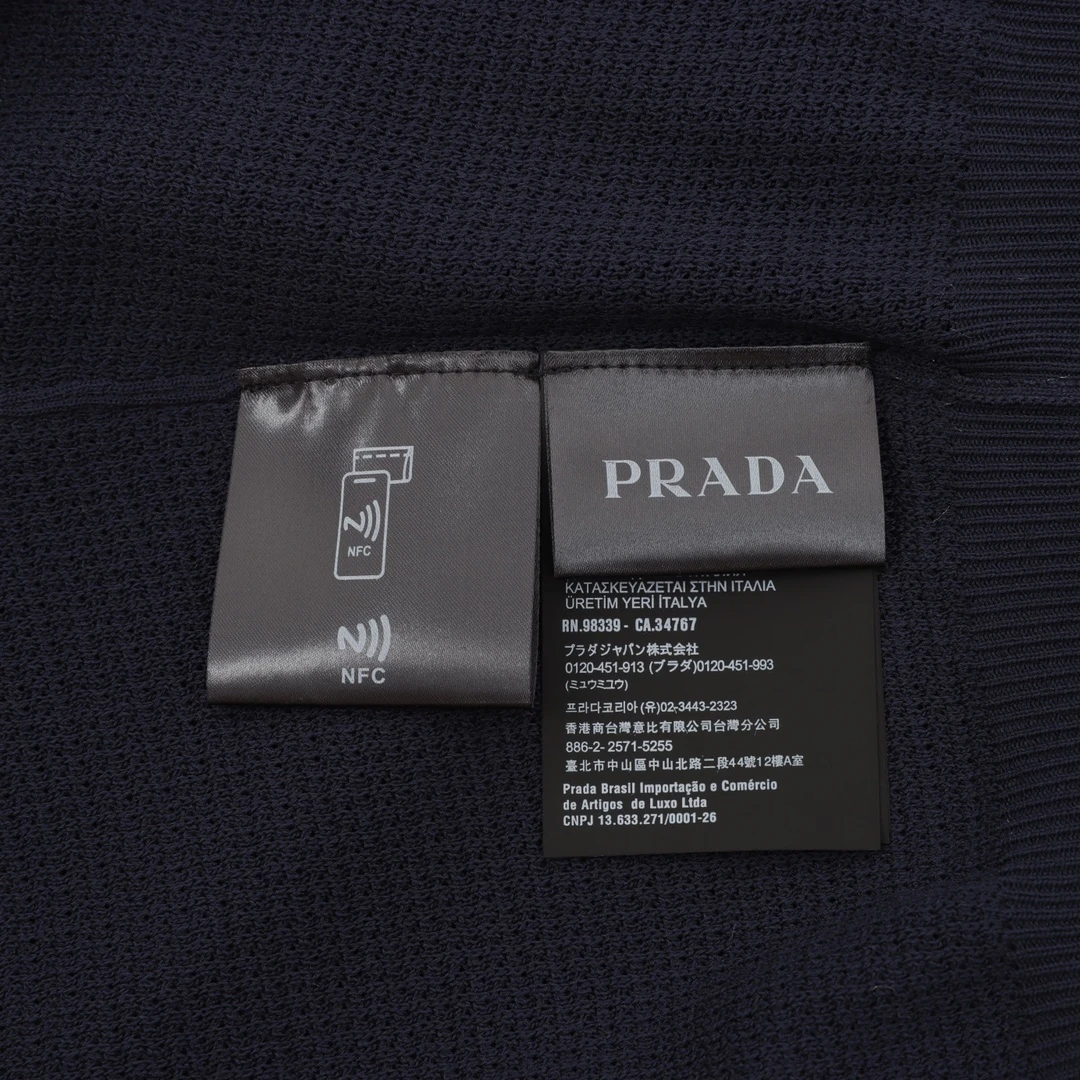 NFC
NFC
PRADA
ΚΑΤΑΣΚΕΥΑΖΕΤΑΙ ΣΤΗΝ ΙΤΑΛΙΑ
ÜRETİM YERİ İTALYA
RN.98339 - CA.34767
プラダジャパン株式会社
0120-451-913 (プラダ)0120-451-993
(ミュウミュウ)
프라다코리아(유)02-3443-2323
香港商台灣意比有限公司台灣分公司
886-2- 2571-5255
臺北市中山區中山北路二段44號12樓A室
Prada Brasil Importação e Comércio
de Artigos de Luxo Ltda
CNPJ 13.633.271/0001-26